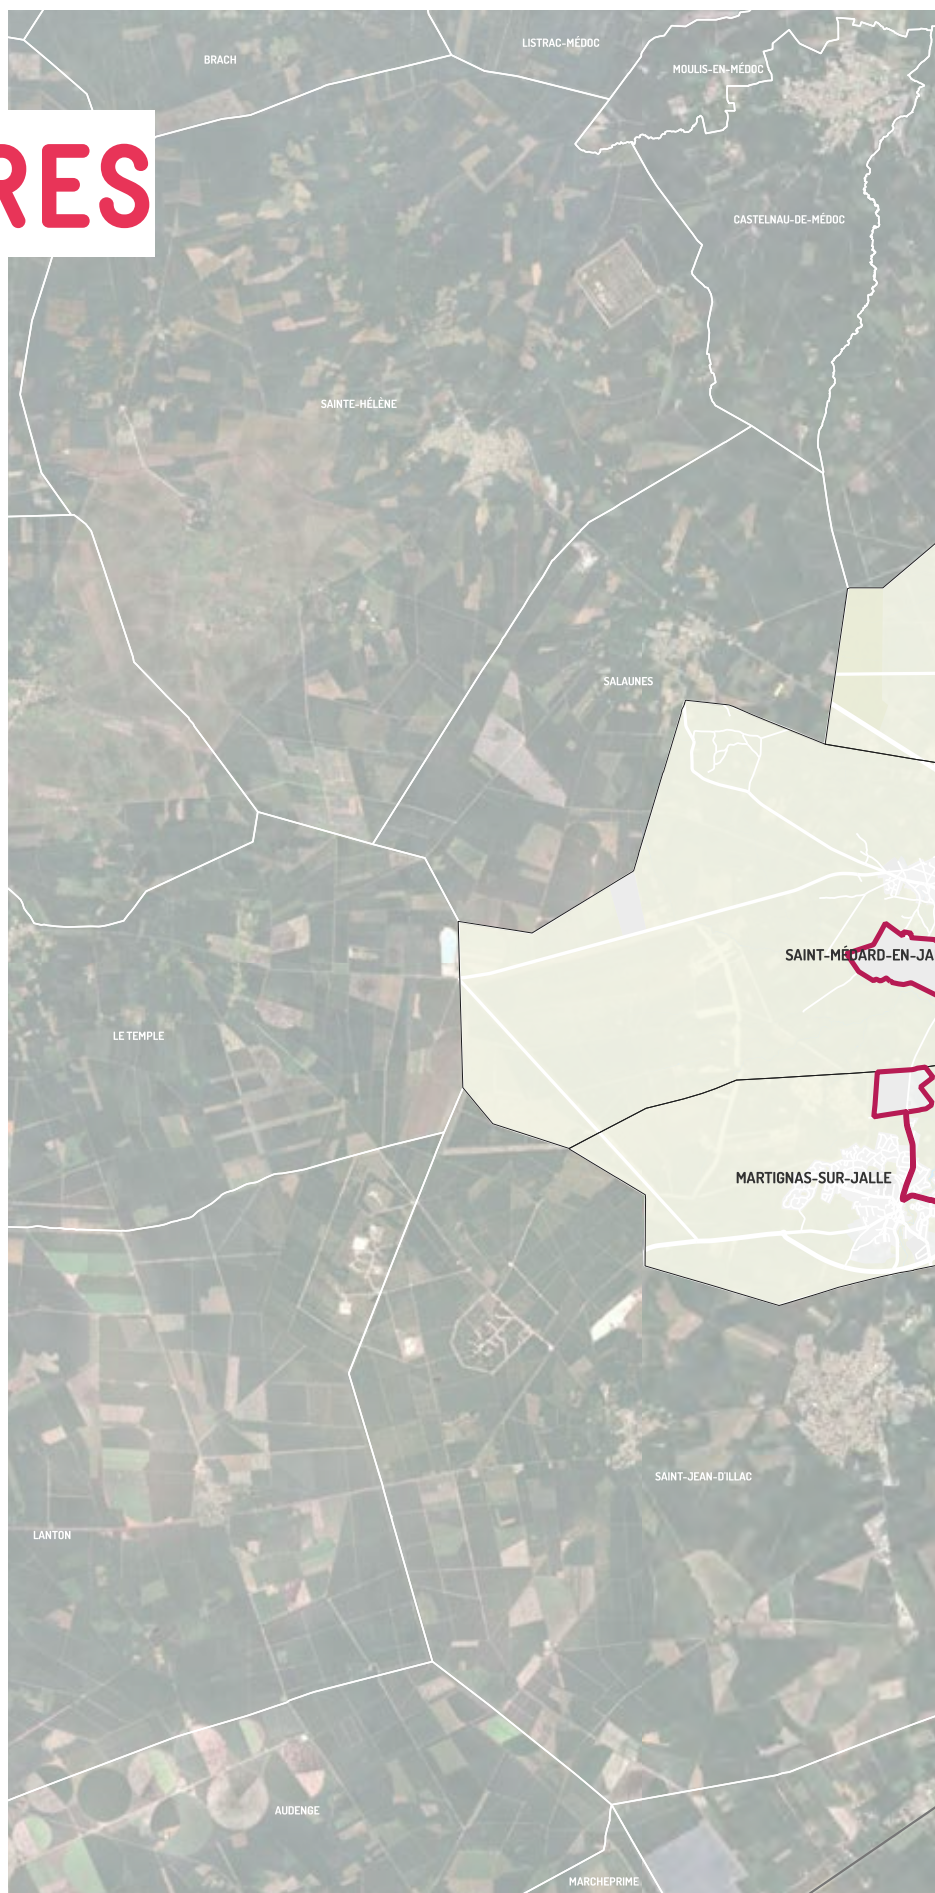 LISTRAC-MÉDOC
BRACH
MOULIS-EN-MÉDOC
RES
CASTELNAU-DE-MÉDOC
SAINTE-HÉLÈNE
SALAUNES
SAINT-MÉDARD-EN-JA
LE TEMPLE
MARTIGNAS-SUR-JALLE
SAINT-JEAN-D'ILLAC
LANTON
AUDENGE
MARCHEPRIME